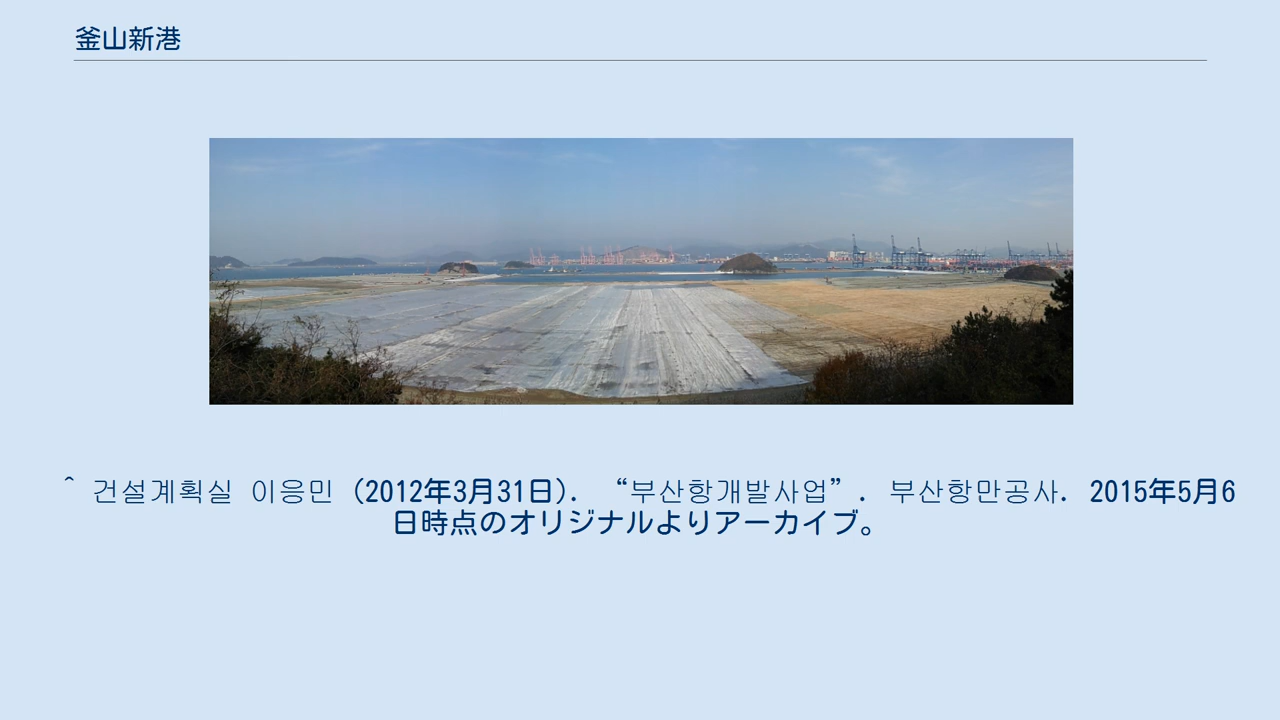 釜山新港
^ 건설계획실 이응민 (2012年3月31日). “부산항개발사업”. 부산항만공사. 2015年5月6
日時点のオリジナルよりアーカイブ。